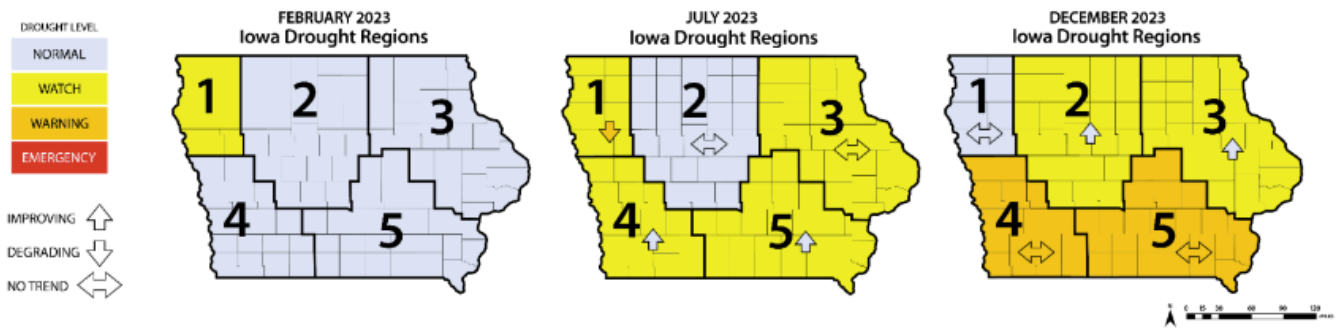 DROUGHT LEVEL
NORMAL
WATCH
WARNING
EMERGENCY
IMPROVING
DEGRADING
NO TREND
FEBRUARY 2023
Iowa Drought Regions
1
2
3
4
5
JULY 2023
Iowa Drought Regions
1
2
3
4
5
DECEMBER 2023
Iowa Drought Regions
1
2
3
4
5
N
0 15 30 60 90 120